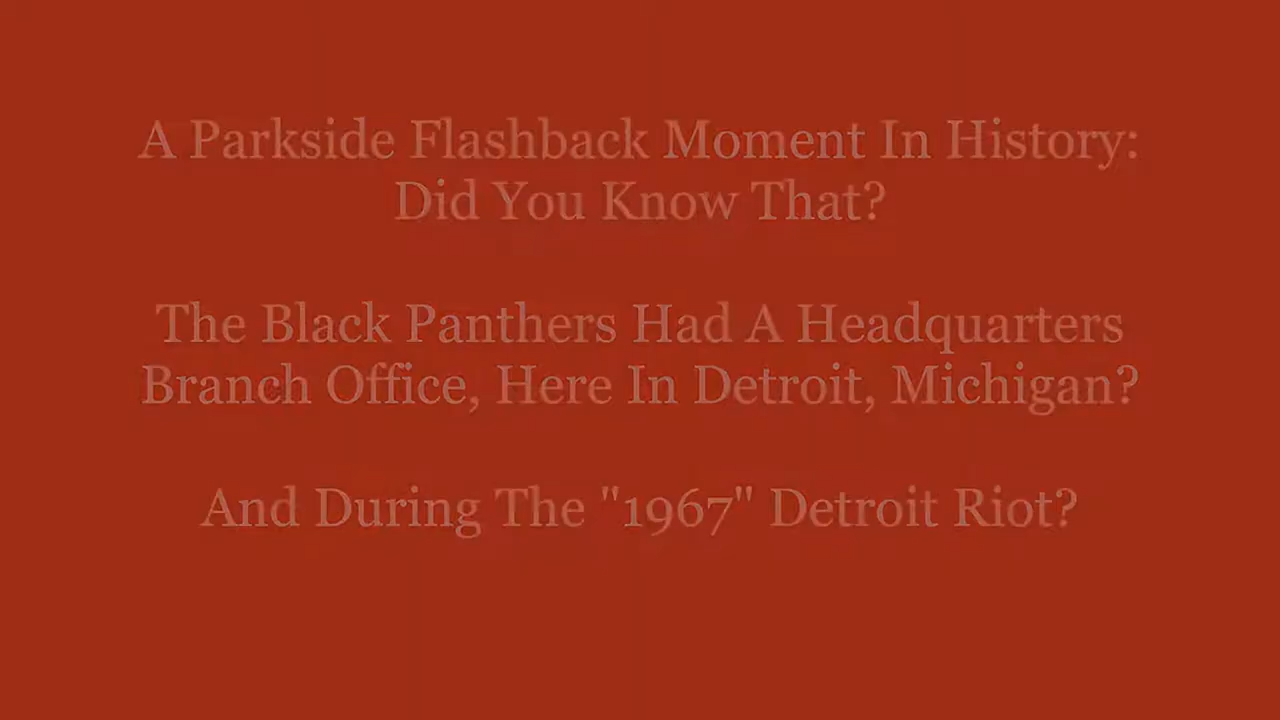 A Parkside Flashback Moment In History:
Did You Know That?
The Black Panthers Had A Headquarters
Branch Office, Here In Detroit, Michigan?
And During The "1967" Detroit Riot?